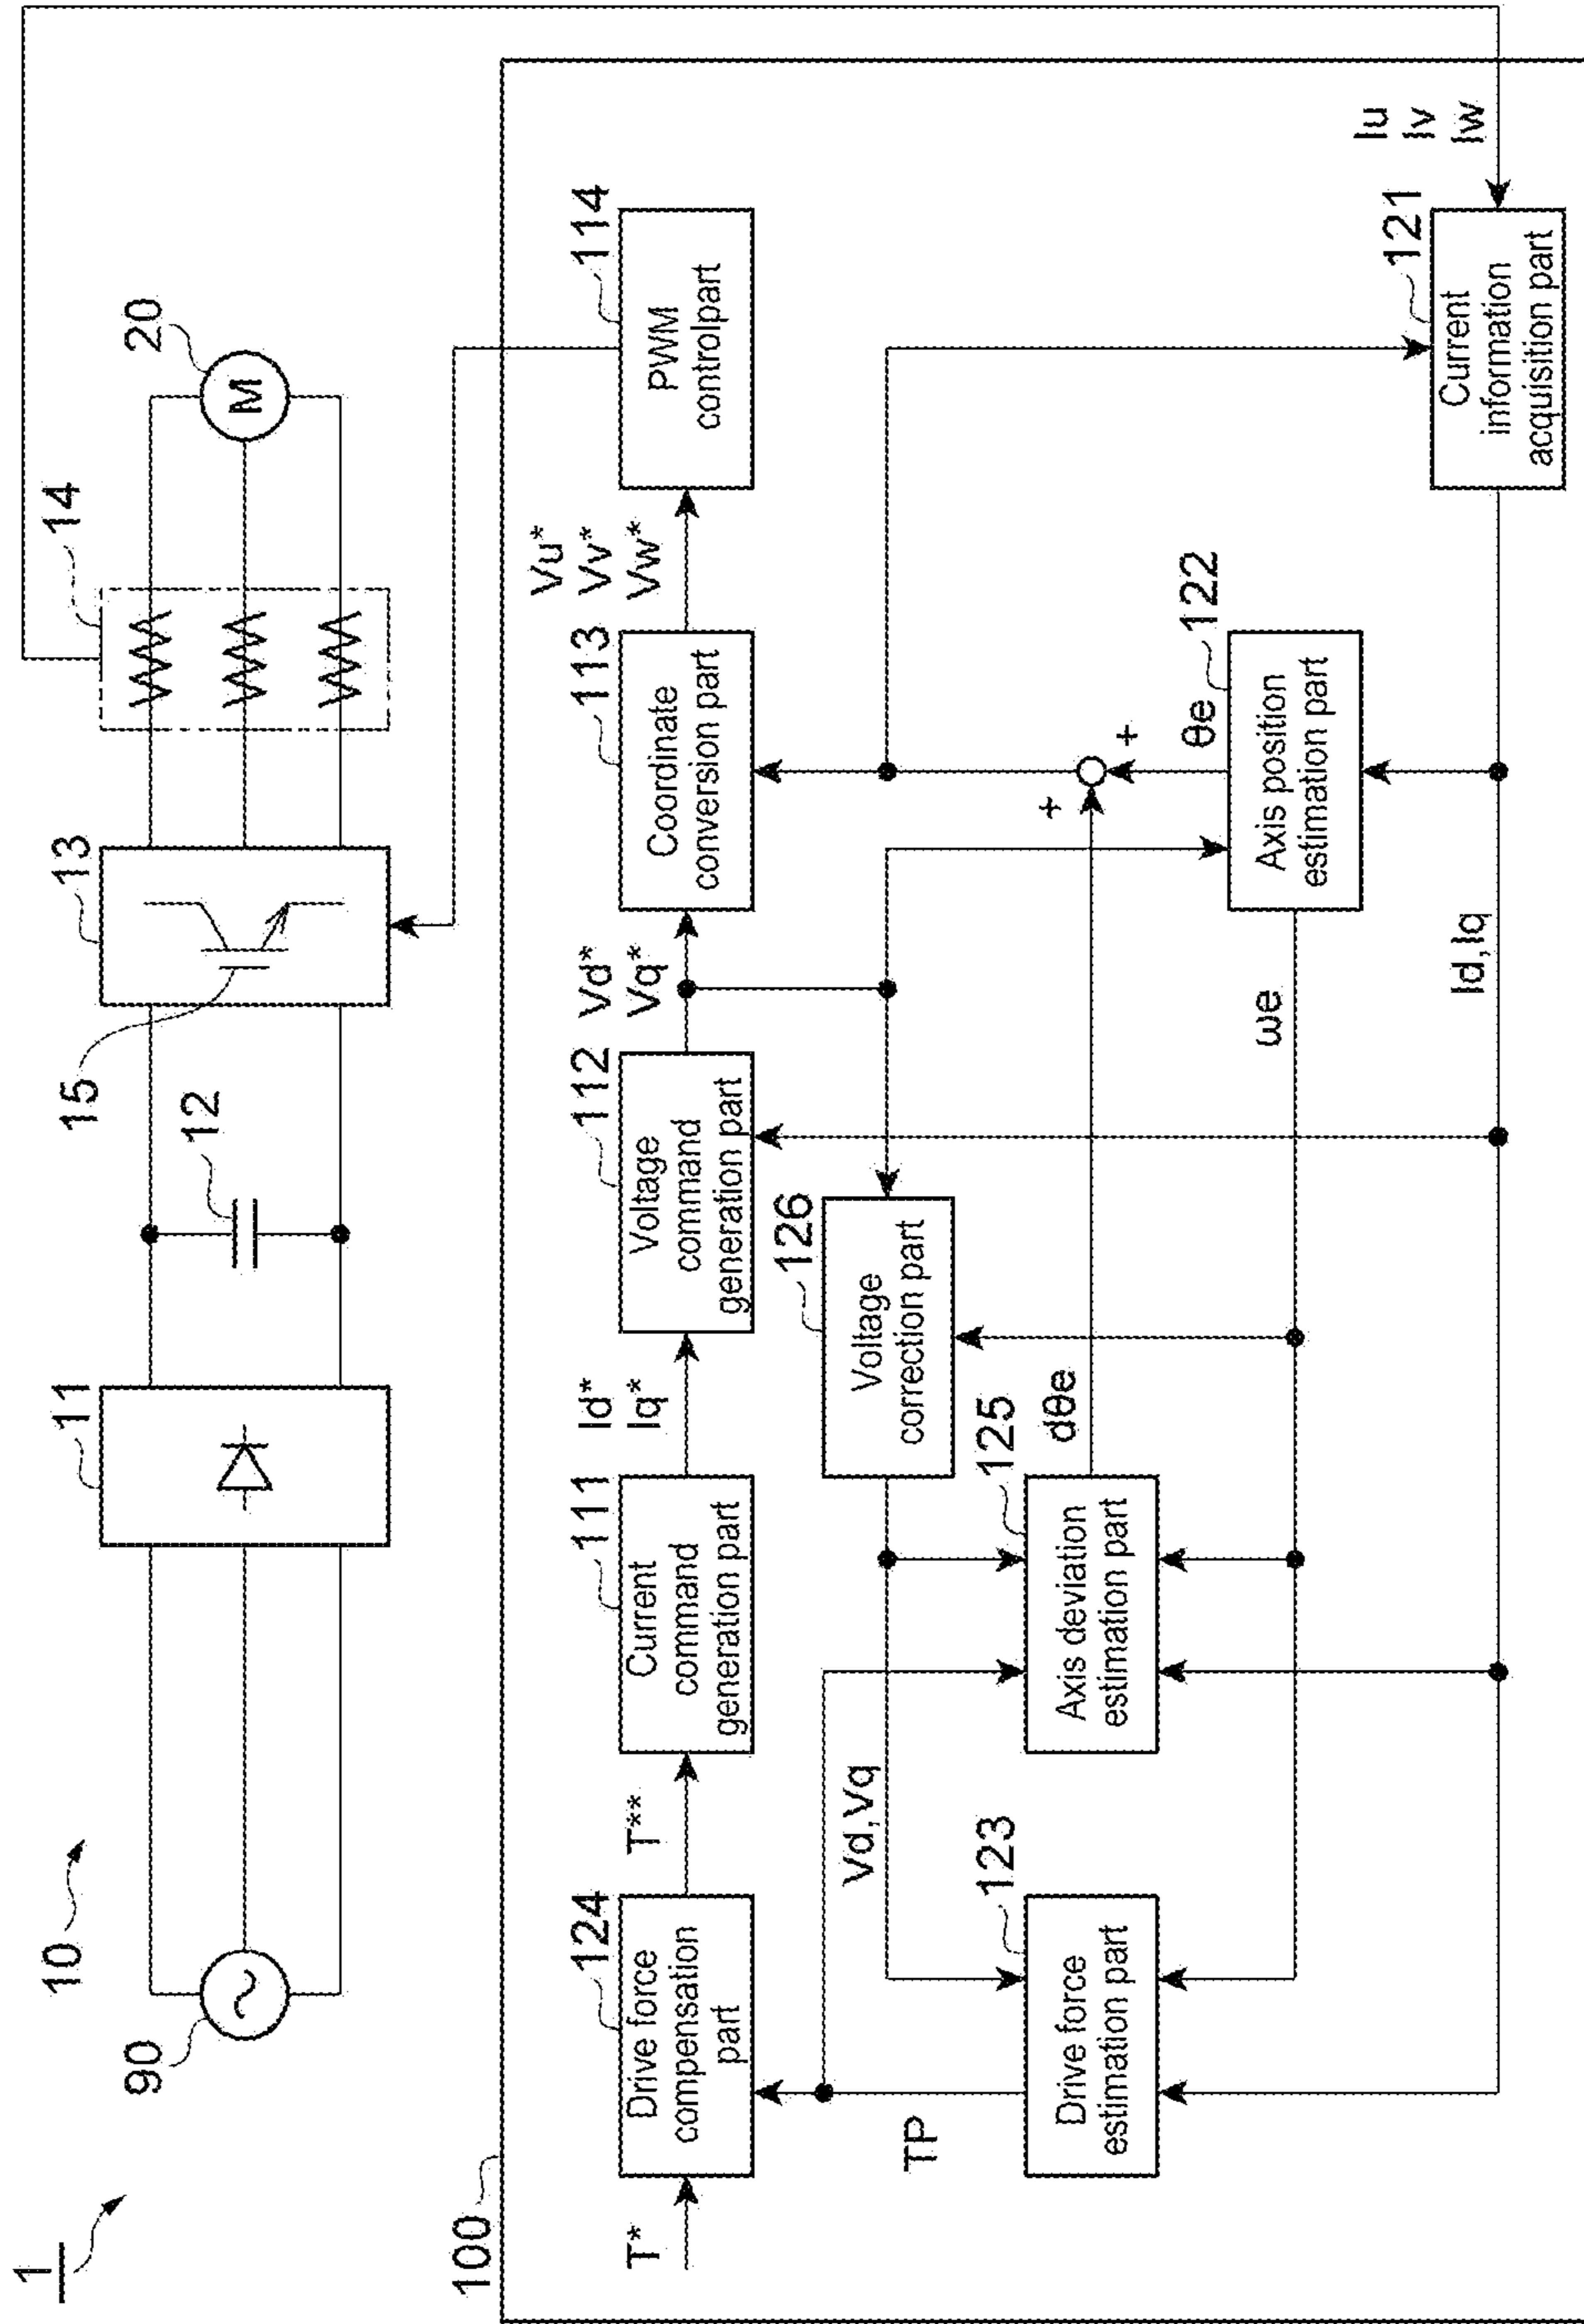 1
10
90
11
12
15
13
14
20
M
100
T*
124
Drive force
compensation
part
T**
111
Current
command
generation part
Id*
Iq*
112
Voltage
command
generation part
Vd*
Vq*
113
Coordinate
conversion part
Vu*
Vv*
Vw*
114
PWM
controlpart
126
Voltage
correction part
Vd,Vq
TP
123
Drive force
estimation part
125
Axis deviation
estimation part
dθe
+
+
θe
122
Axis position
estimation part
ωe
Id,Iq
121
Current
information
acquisition part
Iu
Iv
Iw